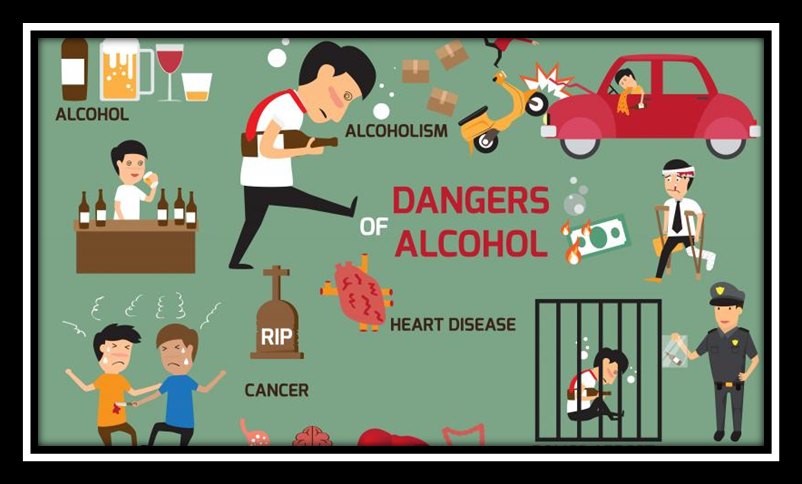 ALCOHOL
ALCOHOLISM
DANGERS
OF ALCOHOL
RIP
HEART DISEASE
CANCER